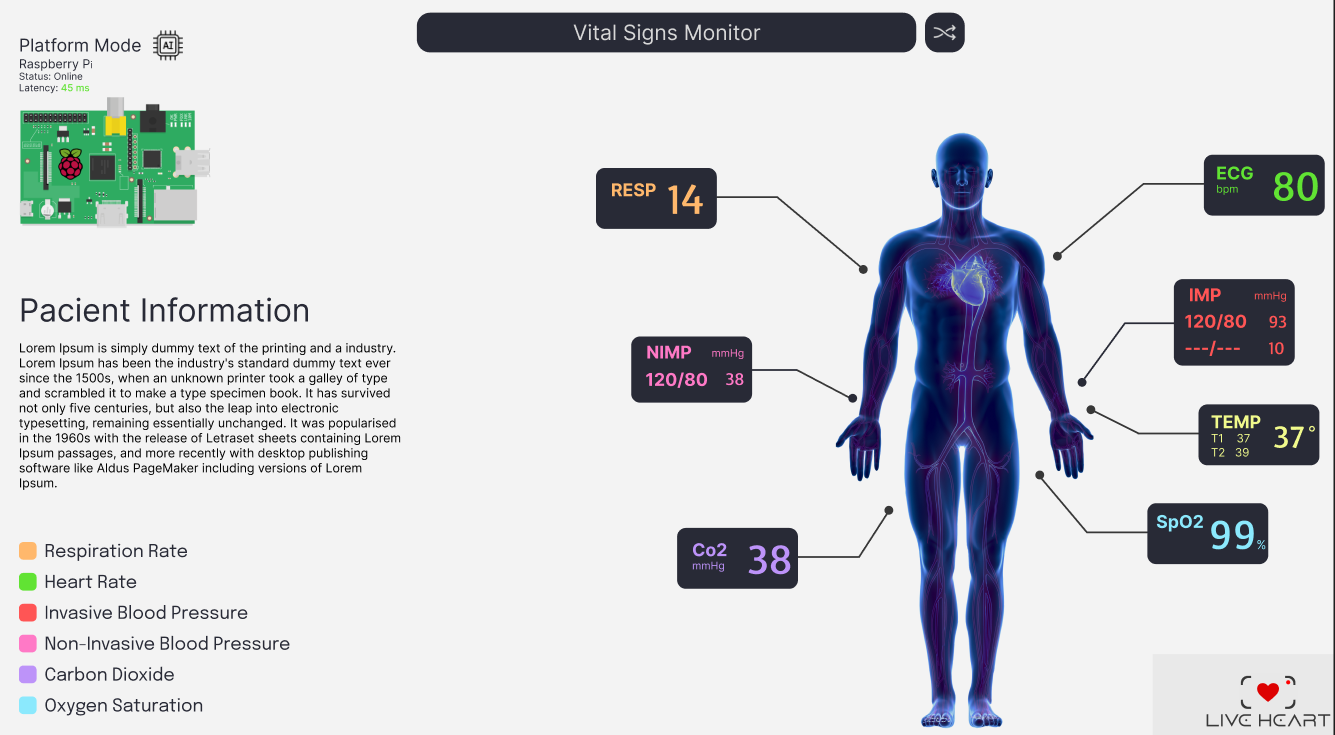 Vital Signs Monitor
Platform Mode
AI
Raspberry Pi
Status: Online
Latency: 45 ms
Pacient Information
Lorem Ipsum is simply dummy text of the printing and a industry.
Lorem Ipsum has been the industry's standard dummy text ever
since the 1500s, when an unknown printer took a galley of type
and scrambled it to make a type specimen book. It has survived
not only five centuries, but also the leap into electronic
typesetting, remaining essentially unchanged. It was popularised
in the 1960s with the release of Letraset sheets containing Lorem
Ipsum passages, and more recently with desktop publishing
software like Aldus PageMaker including versions of Lorem
Ipsum.
Respiration Rate
Heart Rate
Invasive Blood Pressure
Non-Invasive Blood Pressure
Carbon Dioxide
Oxygen Saturation
RESP 14
NIMP mmHg
120/80 38
Co2
mmHg
38
ECG
bpm
80
IMP mmHg
120/80 93
---/--- 10
TEMP
T1 37
T2 39
37°
SpO2 99%
LIVE HEART